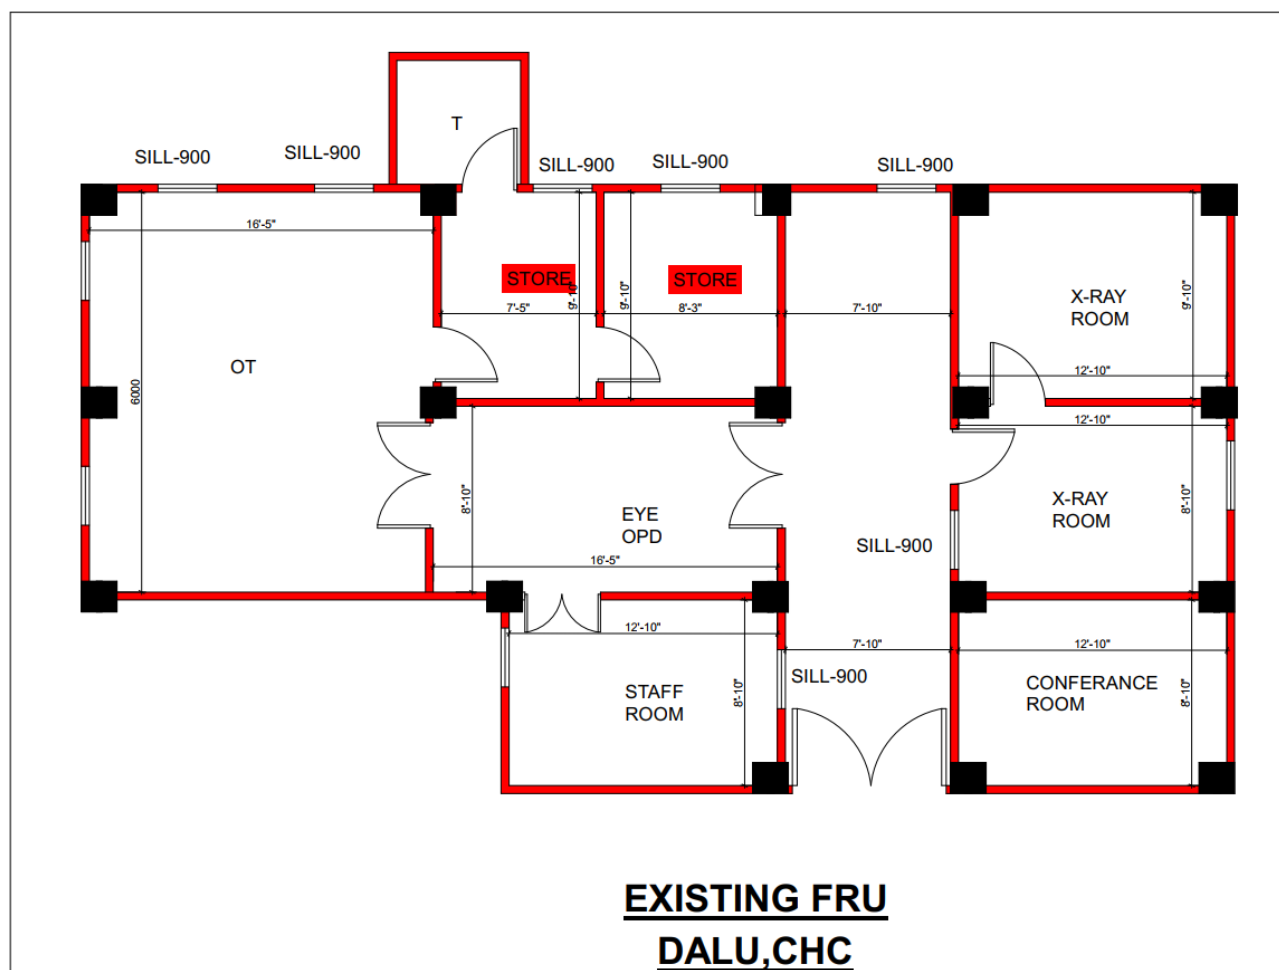 T
SILL-900
SILL-900
SILL-900
SILL-900
SILL-900
16'-5"
STORE
STORE
9'-10"
9'-10"
9'-10"
X-RAY
ROOM
7'-5"
8'-3"
7'-10"
OT
12'-10"
6000
12'-10"
8'-10"
EYE
OPD
X-RAY
ROOM
8'-10"
SILL-900
16'-5"
12'-10"
7'-10"
12'-10"
SILL-900
STAFF
ROOM
8'-10"
CONFERANCE
ROOM
8'-10"
EXISTING FRU
DALU,CHC